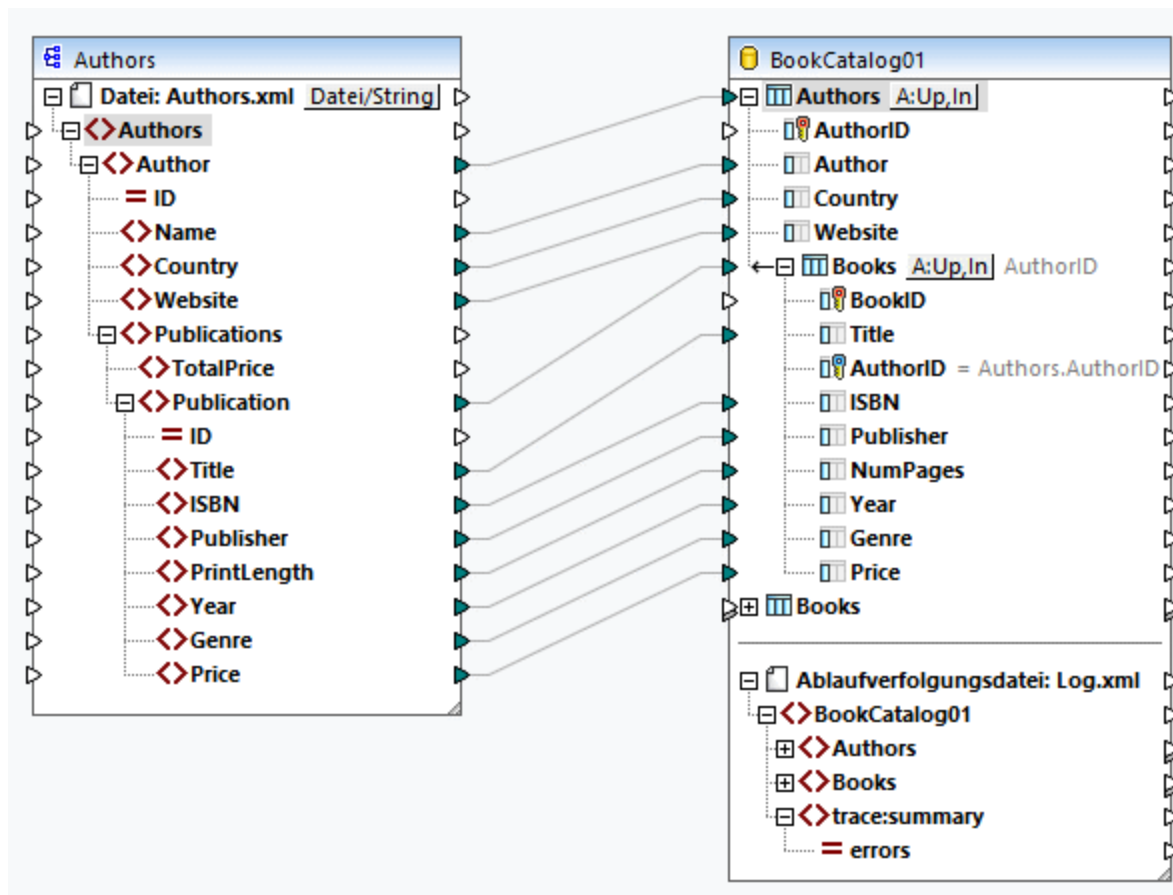 Authors
Datei: Authors.xml Datei/String
Authors
Author
ID
Name
Country
Website
Publications
TotalPrice
Publication
ID
Title
ISBN
Publisher
PrintLength
Year
Genre
Price
BookCatalog01
Authors A:Up,In
AuthorID
Author
Country
Website
Books A:Up,In AuthorID
BookID
Title
AuthorID = Authors.AuthorID
ISBN
Publisher
NumPages
Year
Genre
Price
Books
Ablaufverfolgungsdatei: Log.xml
BookCatalog01
Authors
Books
trace:summary
errors